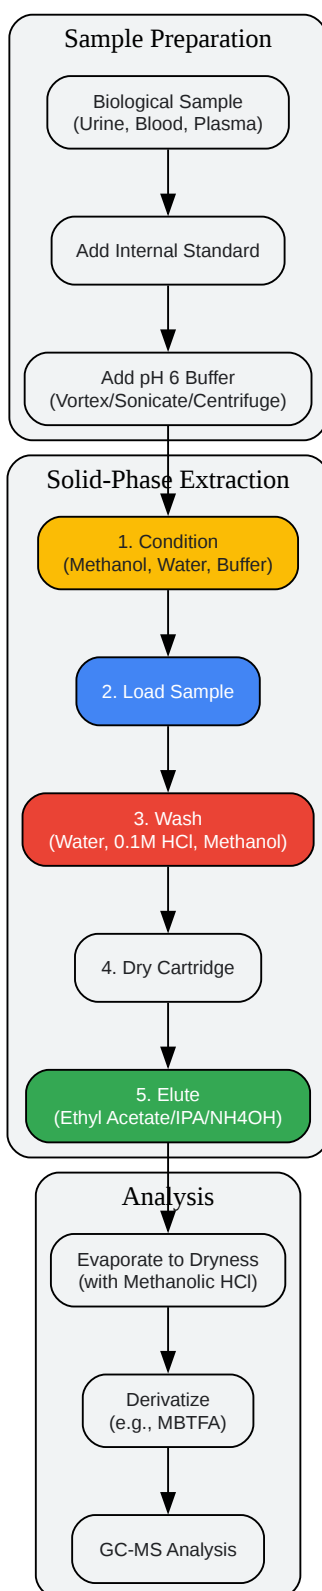 Sample Preparation
Biological Sample
(Urine, Blood, Plasma)
Add Internal Standard
Add pH 6 Buffer
(Vortex/Sonicate/Centrifuge)
Solid-Phase Extraction
1. Condition
(Methanol, Water, Buffer)
2. Load Sample
3. Wash
(Water, 0.1M HCl, Methanol)
4. Dry Cartridge
5. Elute
(Ethyl Acetate/IPA/NH4OH)
Analysis
Evaporate to Dryness
(with Methanolic HCl)
Derivatize
(e.g., MBTFA)
GC-MS Analysis